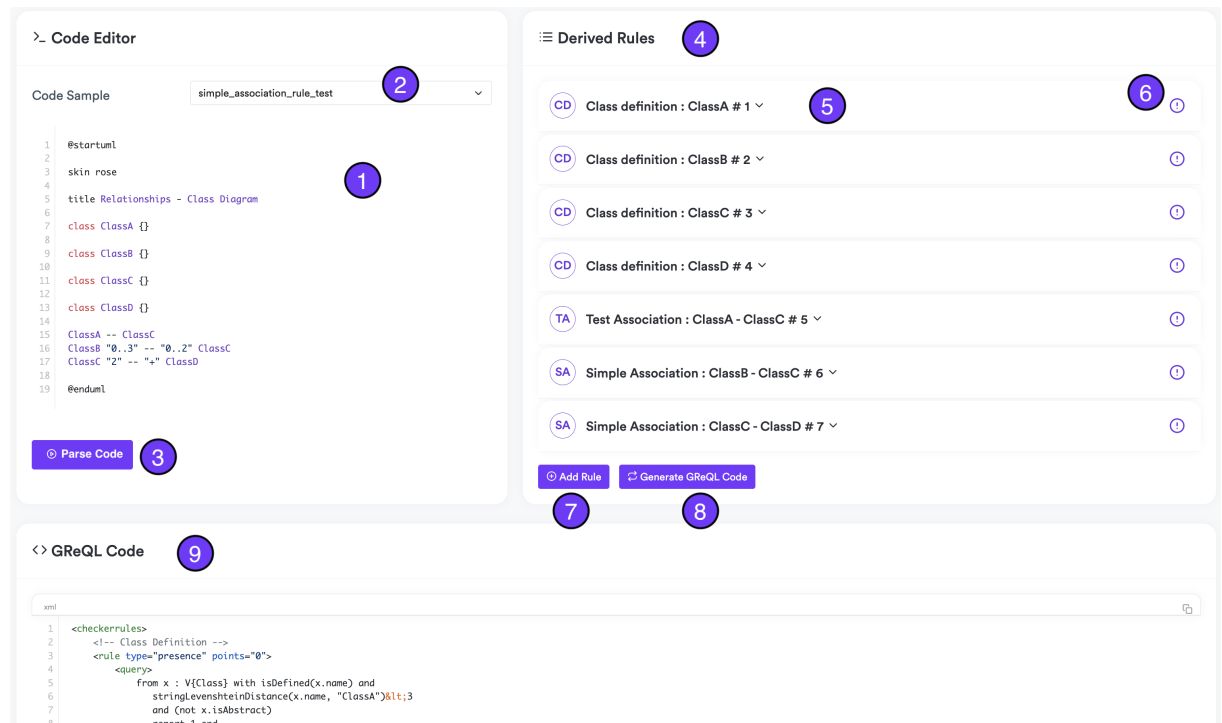 >_ Code Editor
Code Sample
simple_association_rule_test
2
1
1 @startuml
2
3 skin rose
4
5 title Relationships - Class Diagram
6
7 class ClassA {}
8
9 class ClassB {}
10
11 class ClassC {}
12
13 class ClassD {}
14
15 ClassA -- ClassC
16 ClassB "0..3" -- "0..2" ClassC
17 ClassC "2" -- "+" ClassD
18
19 @enduml
Parse Code
3
Derived Rules
4
CD Class definition : ClassA # 1
5
6
CD Class definition : ClassB # 2
CD Class definition : ClassC # 3
CD Class definition : ClassD # 4
TA Test Association : ClassA - ClassC # 5
SA Simple Association : ClassB - ClassC # 6
SA Simple Association : ClassC - ClassD # 7
Add Rule
Generate GReQL Code
7
8
<> GReQL Code
9
xml
1 <checkerrules>
2 <!-- Class Definition -->
3 <rule type="presence" points="0">
4 <query>
5 from x : V{Class} with isDefined(x.name) and
6 stringLevenshteinDistance(x.name, "ClassA")&lt;3
7 and (not x.isAbstract)
8 report 1 end